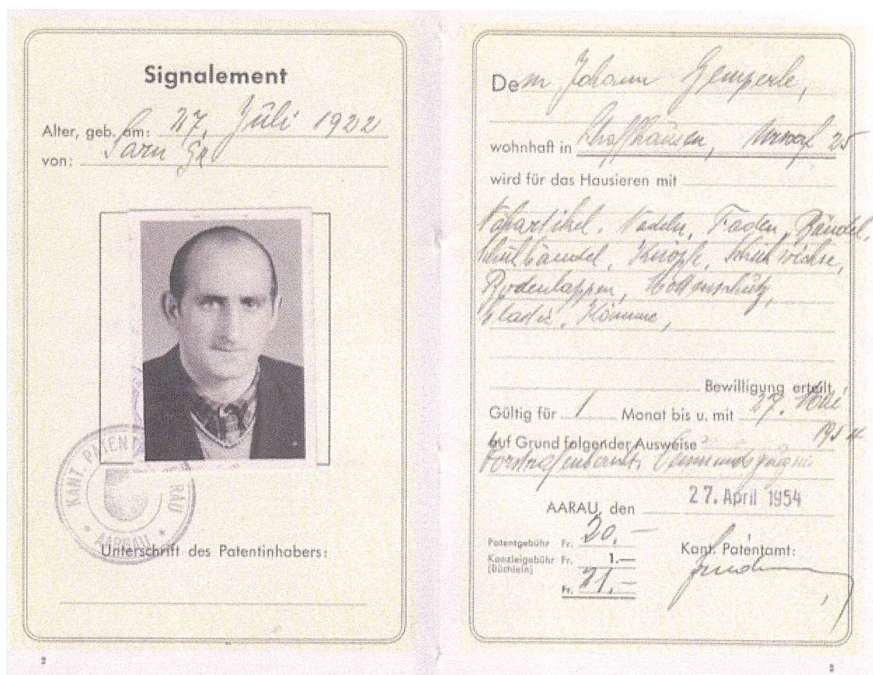 Signalement
Alter, geb. am: 27. Juli 1922
von: Sarn Gr
KANT. PATENT
AARGAU
Unterschrift des Patentinhabers:
Dem Johann Gemperle,
wohnhaft in Schaffhausen, 25
wird für das Hausieren mit
Nähartikel, Nadeln, Faden, Bändel,
Schuhbändel, Knöpfe, Schuhwichse,
Bodenlappen, Mottenschutz,
Kämme,
Bewilligung erteilt,
Gültig für 1 Monat bis u. mit 27. Mai
1954
auf Grund folgender Ausweise:
AARAU, den 27. April 1954
Patentgebühr Fr. 20.–
Kanzleigebühr Fr. 1.—
(Büchlein)
Fr. 21.–
Kant. Patentamt: